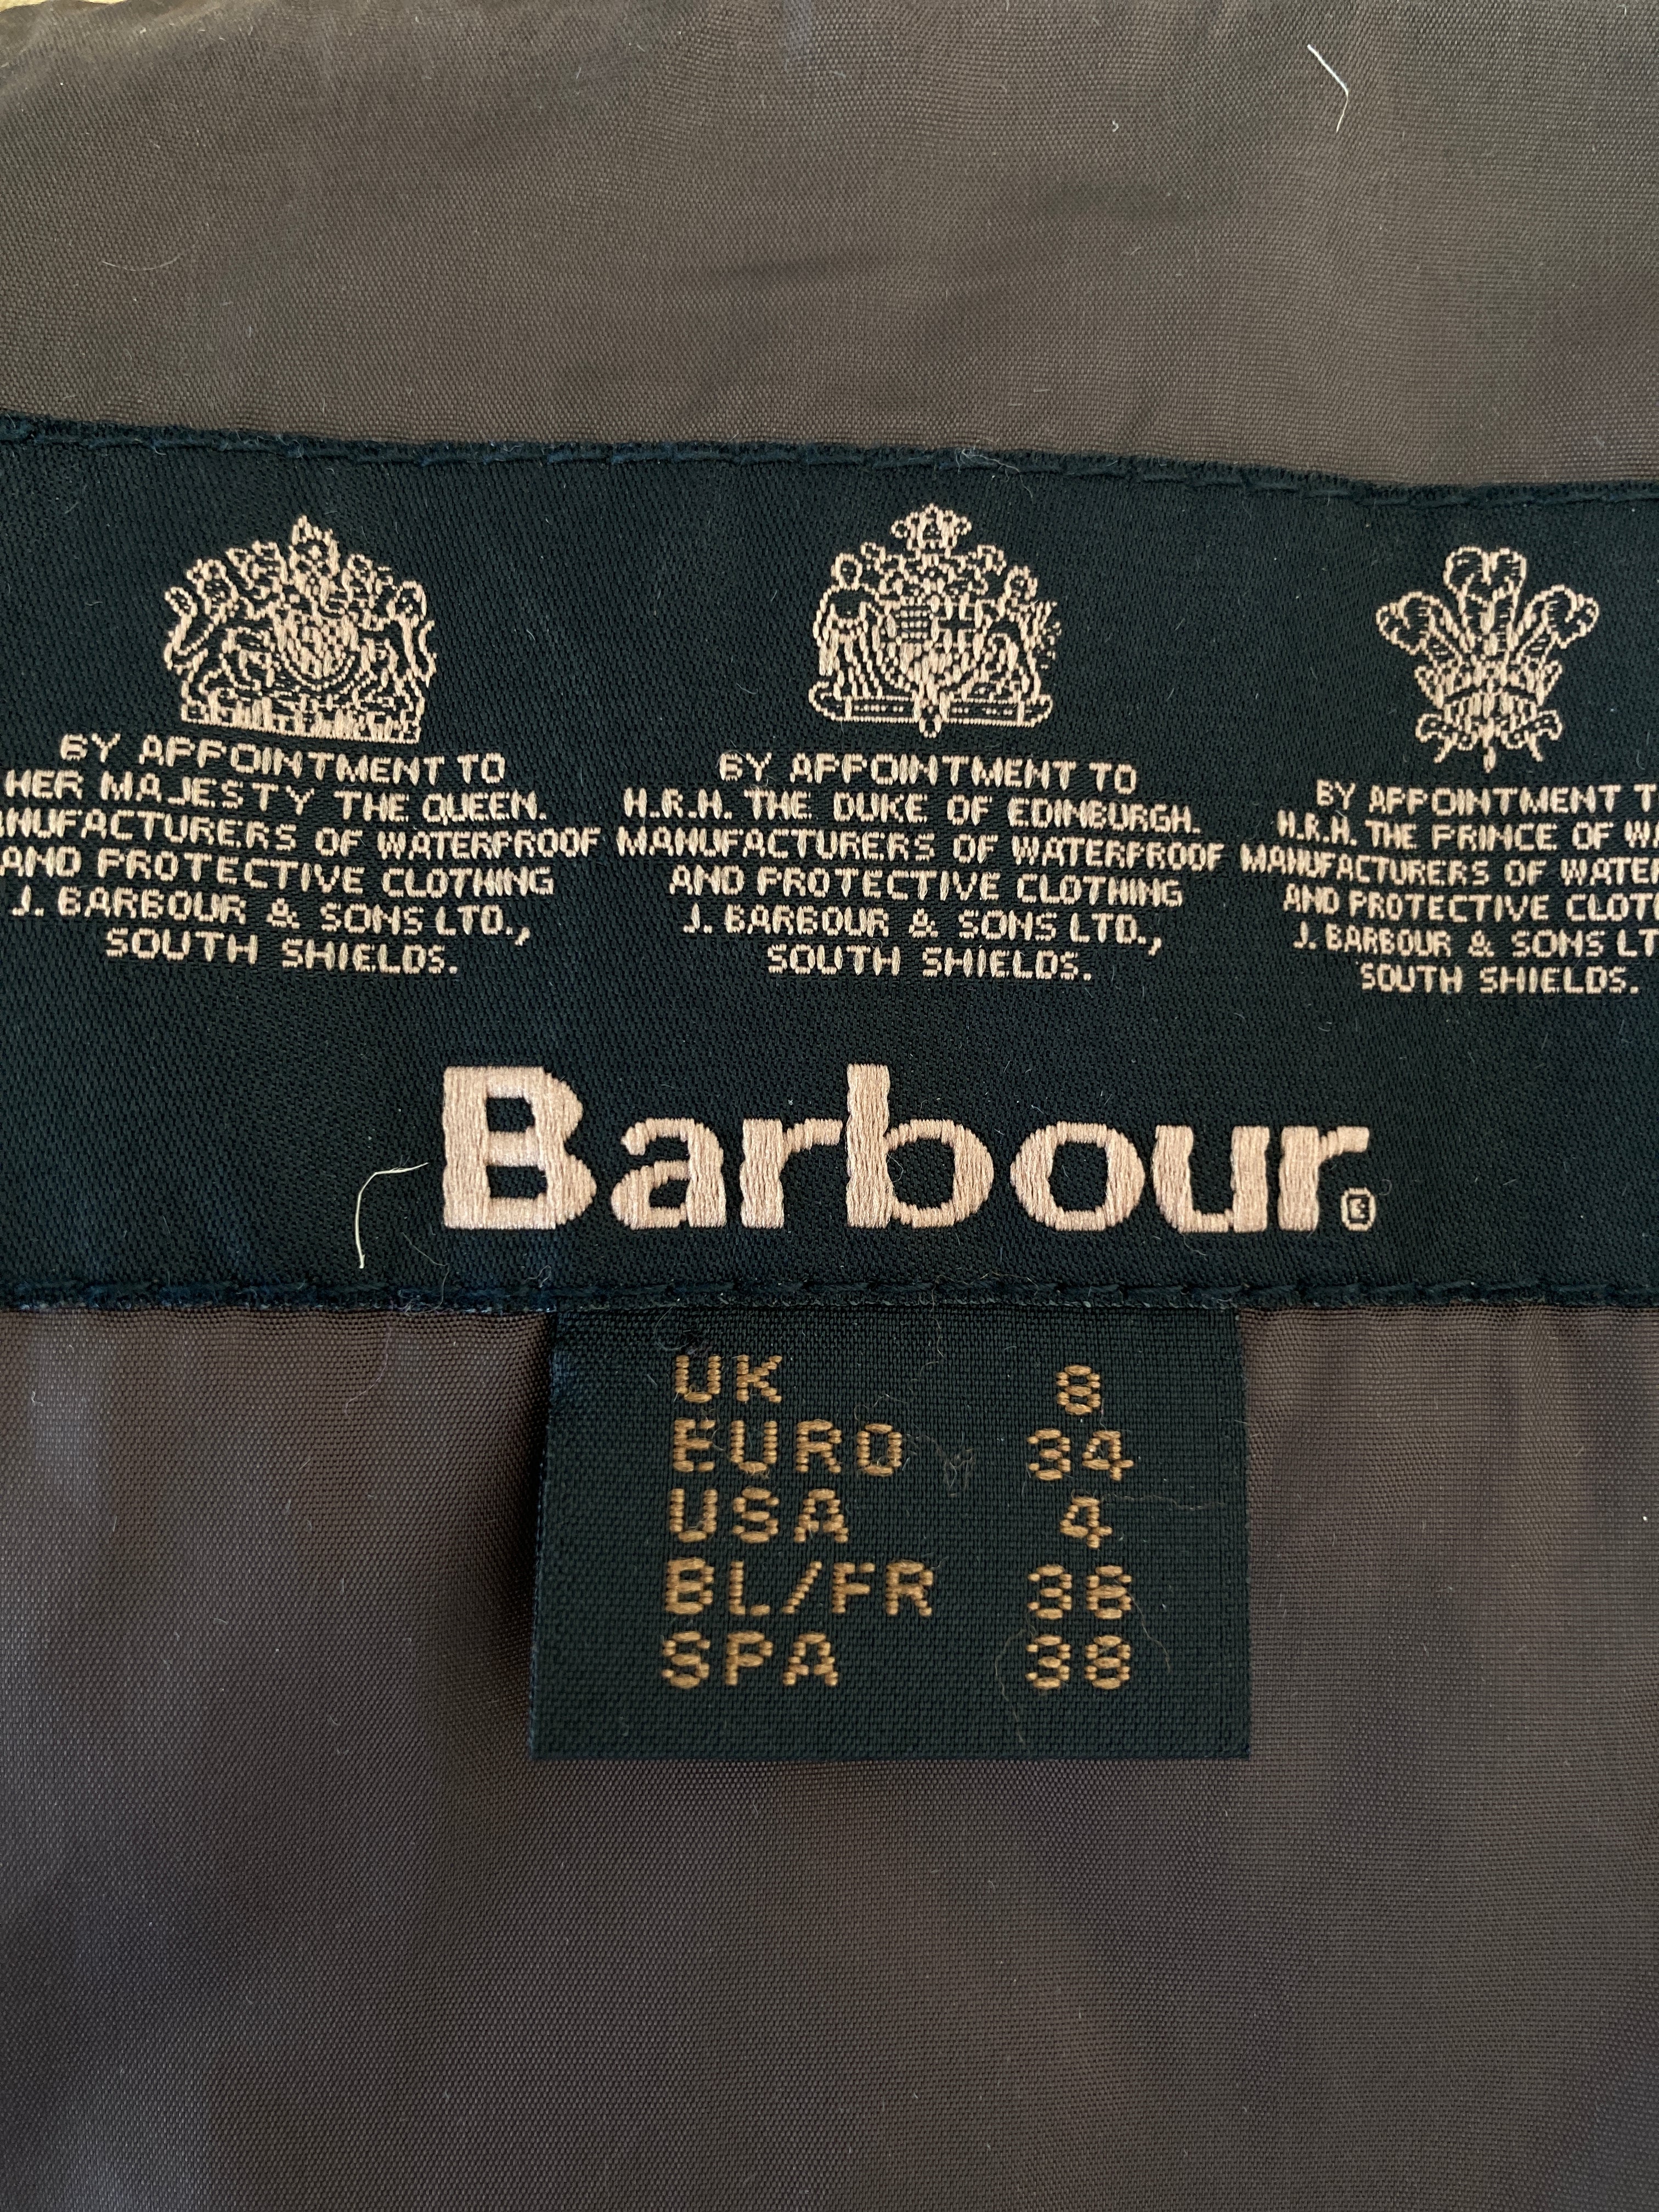 BY APPOINTMENT TO
HER MAJESTY THE QUEEN.
MANUFACTURERS OF WATERPROOF
AND PROTECTIVE CLOTHING
J. BARBOUR & SONS LTD.,
SOUTH SHIELDS.
BY APPOINTMENT TO
H.R.H. THE DUKE OF EDINBURGH.
MANUFACTURERS OF WATERPROOF
AND PROTECTIVE CLOTHING
J. BARBOUR & SONS LTD.,
SOUTH SHIELDS.
BY APPOINTMENT
H.R.H. THE PRINCE OF
MANUFACTURERS OF
AND PROTECTIVE
J. BARBOUR & SONS
SOUTH SHIELDS.
Barbour®
UK 8
EURO 34
USA 4
BL/FR 36
SPA 38